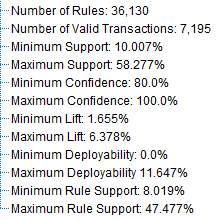 Number of Rules: 36,130
Number of Valid Transactions: 7,195
Minimum Support: 10.007%
Maximum Support: 58.277%
Minimum Confidence: 80.0%
Maximum Confidence: 100.0%
Minimum Lift: 1.655%
Maximum Lift: 6.378%
Minimum Deployability: 0.0%
Maximum Deployability 11.647%
Minimum Rule Support: 8.019%
Maximum Rule Support: 47.477%